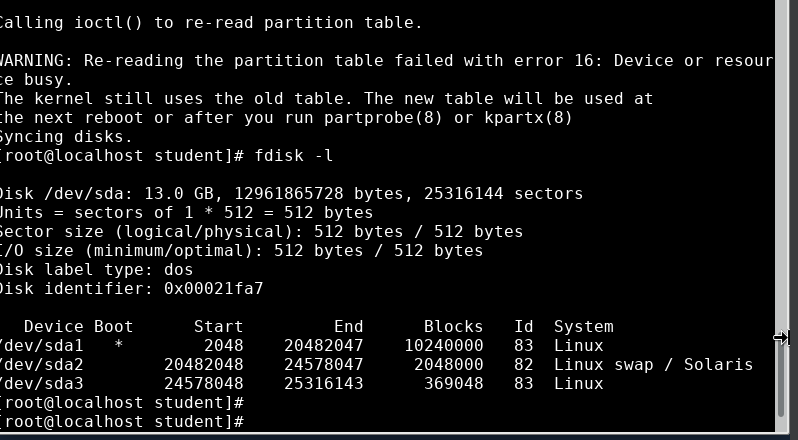 Calling ioctl() to re-read partition table.
WARNING: Re-reading the partition table failed with error 16: Device or resour
ce busy.
The kernel still uses the old table. The new table will be used at
the next reboot or after you run partprobe(8) or kpartx(8)
Syncing disks.
[root@localhost student]# fdisk -l
Disk /dev/sda: 13.0 GB, 12961865728 bytes, 25316144 sectors
Units = sectors of 1 * 512 = 512 bytes
Sector size (logical/physical): 512 bytes / 512 bytes
I/O size (minimum/optimal): 512 bytes / 512 bytes
Disk label type: dos
Disk identifier: 0x00021fa7
Device Boot Start End Blocks Id System
/dev/sda1 * 2048 20482047 10240000 83 Linux
/dev/sda2 20482048 24578047 2048000 82 Linux swap / Solaris
/dev/sda3 24578048 25316143 369048 83 Linux
[root@localhost student]#
[root@localhost student]#